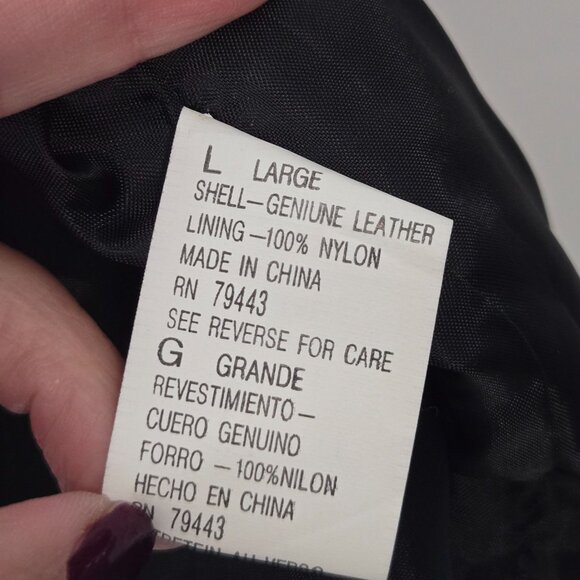 L LARGE
SHELL-GENIUNE LEATHER
LINING-100% NYLON
MADE IN CHINA
RN 79443
SEE REVERSE FOR CARE
G GRANDE
REVESTIMIENTO-
CUERO GENUINO
FORRO - 100%NILON
HECHO EN CHINA
RN 79443